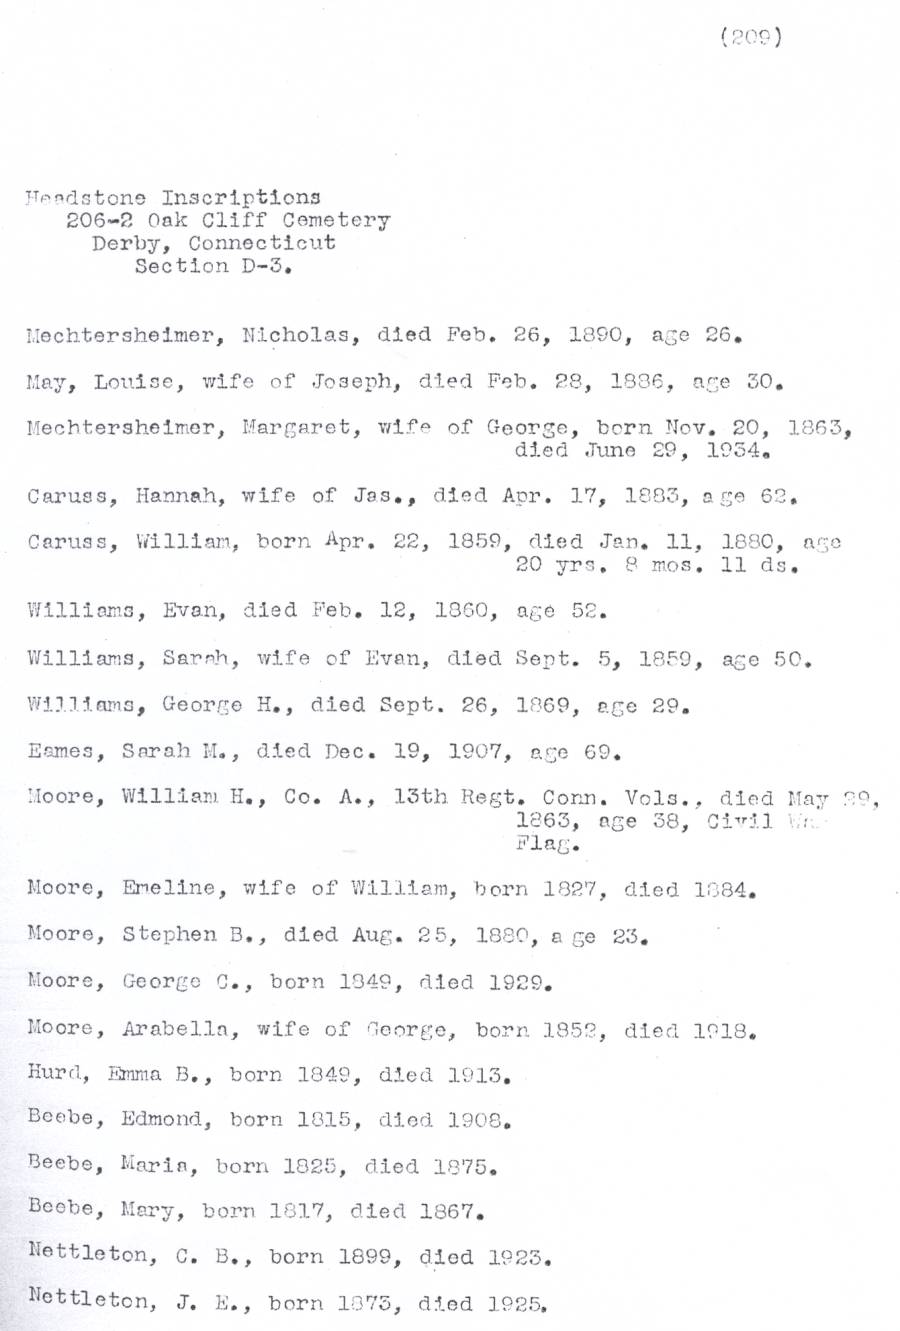 (209)
Headstone Inscriptions
206-2 Oak Cliff Cemetery
Derby, Connecticut
Section D-3.
Mechtersheimer, Nicholas, died Feb. 26, 1890, age 26.
May, Louise, wife of Joseph, died Feb. 28, 1886, age 30.
Mechtersheimer, Margaret, wife of George, born Nov. 20, 1863,
died June 29, 1934.
Caruss, Hannah, wife of Jas., died Apr. 17, 1883, age 62.
Caruss, William, born Apr. 22, 1859, died Jan. 11, 1880, age
20 yrs. 8 mos. 11 ds.
Williams, Evan, died Feb. 12, 1860, age 52.
Williams, Sarah, wife of Evan, died Sept. 5, 1859, age 50.
Williams, George H., died Sept. 26, 1869, age 29.
Eames, Sarah M., died Dec. 19, 1907, age 69.
Moore, William H., Co. A., 13th Regt. Conn. Vols., died May 29,
1863, age 38, Civil
Flag.
Moore, Emeline, wife of William, born 1827, died 1884.
Moore, Stephen B., died Aug. 25, 1880, age 23.
Moore, George C., born 1849, died 1929.
Moore, Arabella, wife of George, born 1852, died 1918.
Hurd, Emma B., born 1849, died 1913.
Beebe, Edmond, born 1815, died 1908.
Beebe, Maria, born 1825, died 1875.
Beebe, Mary, born 1817, died 1867.
Nettleton, C. B., born 1899, died 1923.
Nettleton, J. E., born 1873, died 1925.